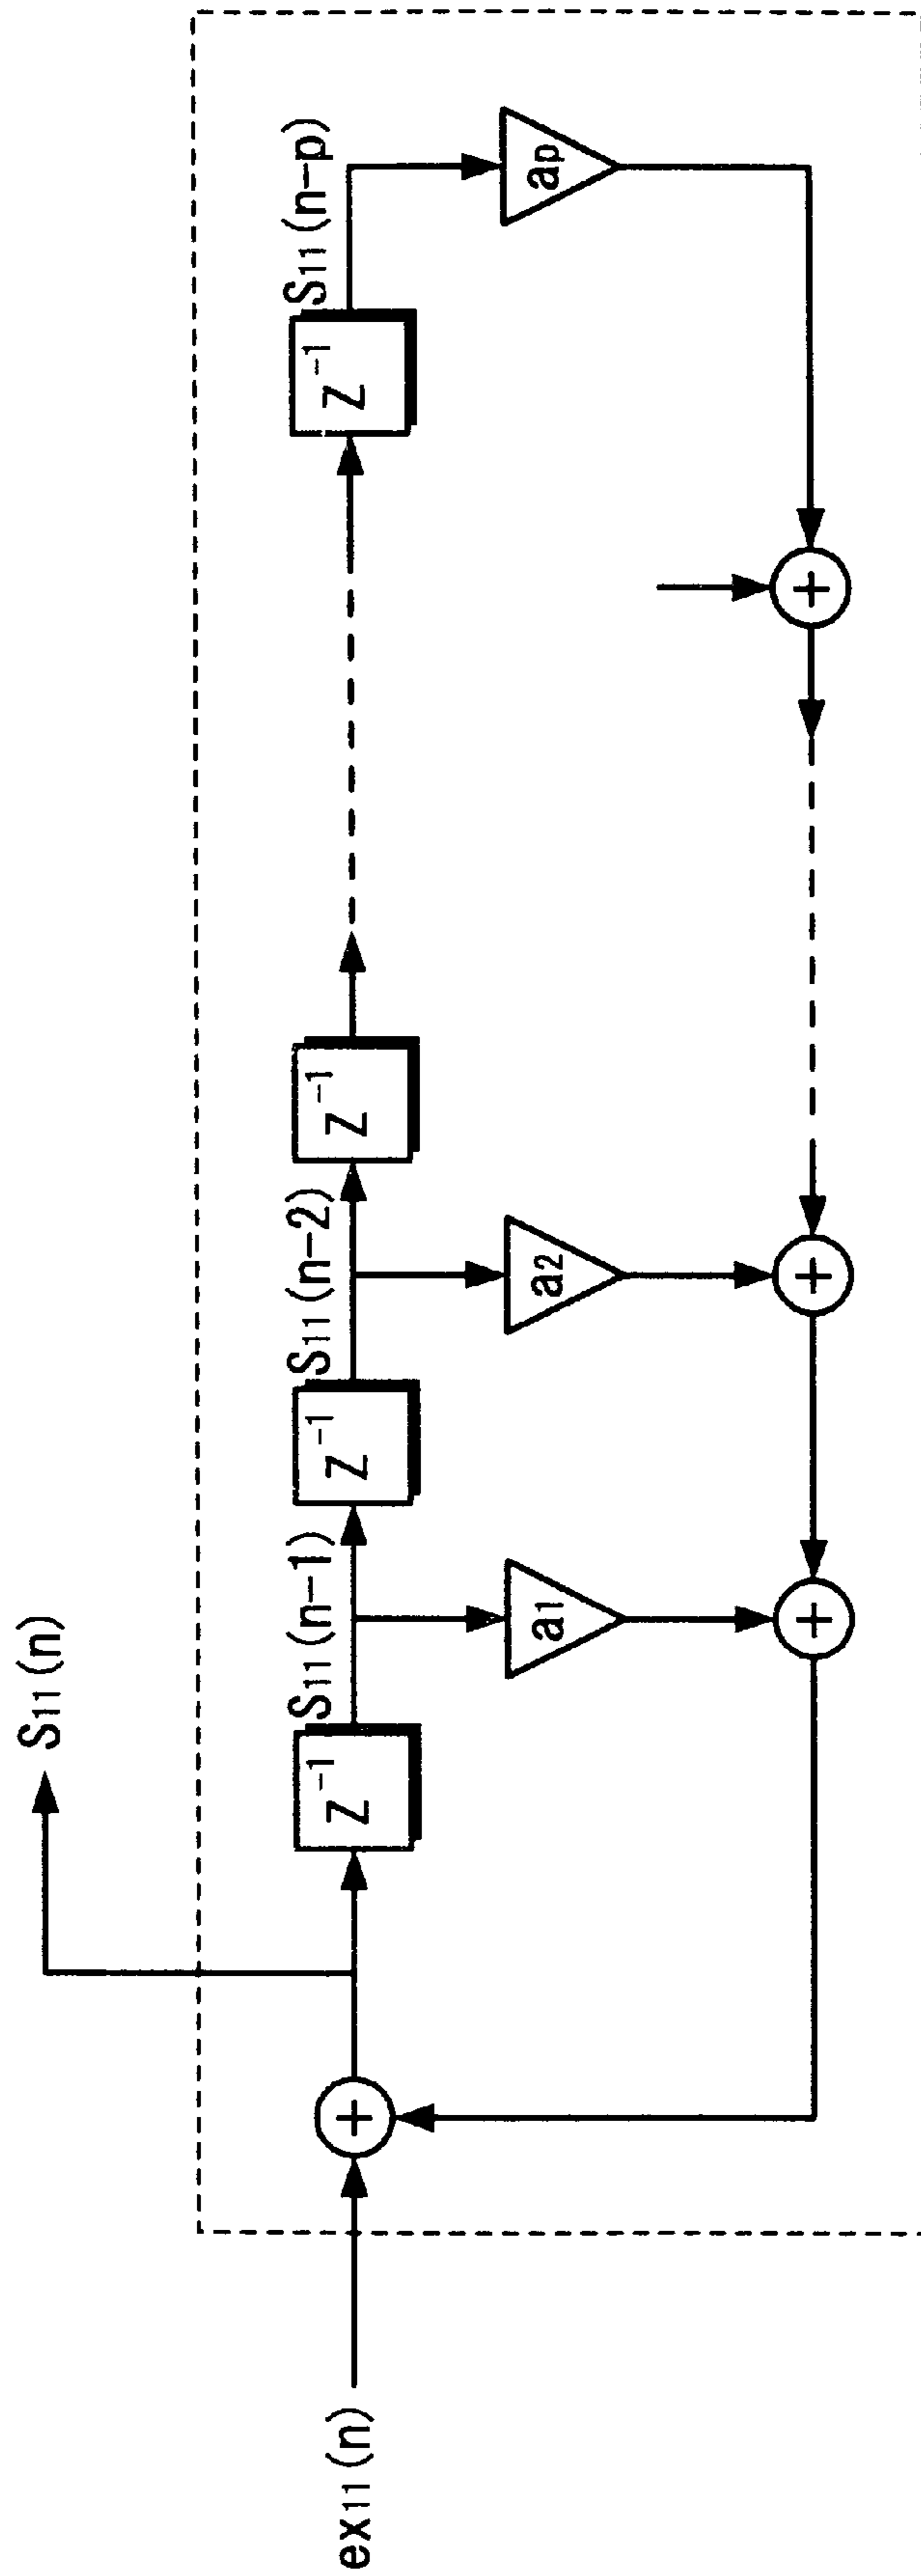 S11(n)
ex11(n)
z-1
S11(n-1)
z-1
S11(n-2)
z-1
z-1
S11(n-p)
a1
a2
ap
+
+
+
+